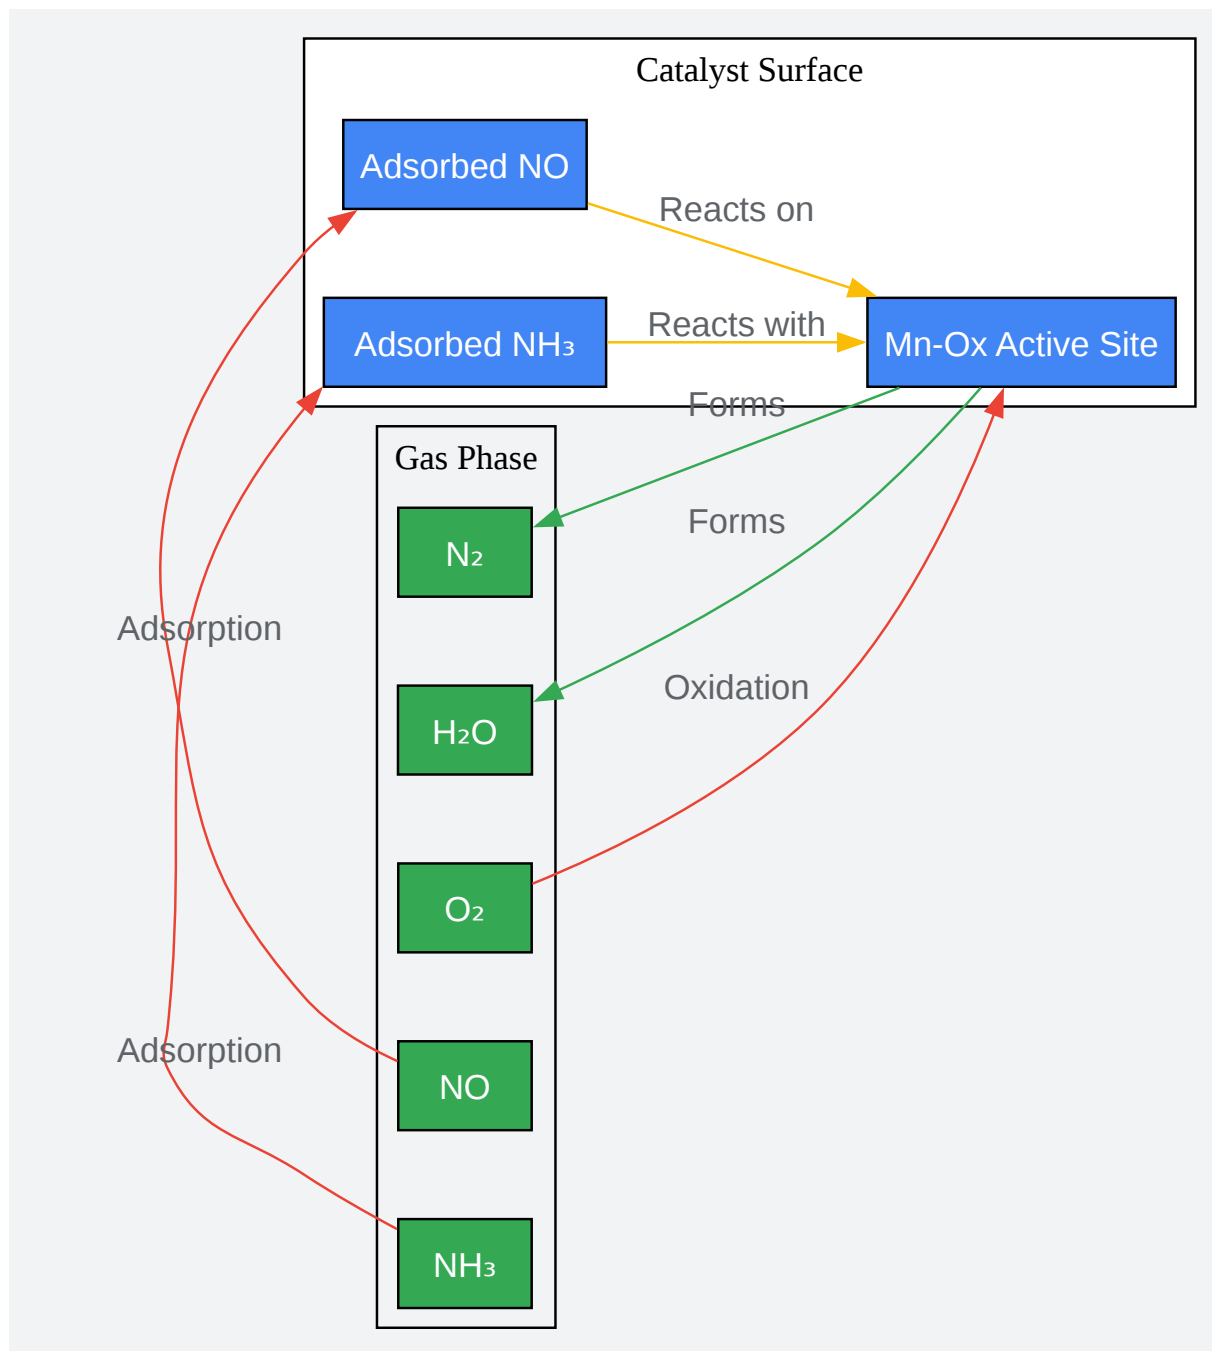 Catalyst Surface
Adsorbed NO
Reacts on
Adsorbed NH₃
Reacts with
Mn-Ox Active Site
Forms
Gas Phase
N₂
Forms
Adsorption
H₂O
Oxidation
O₂
Adsorption
NO
NH₃